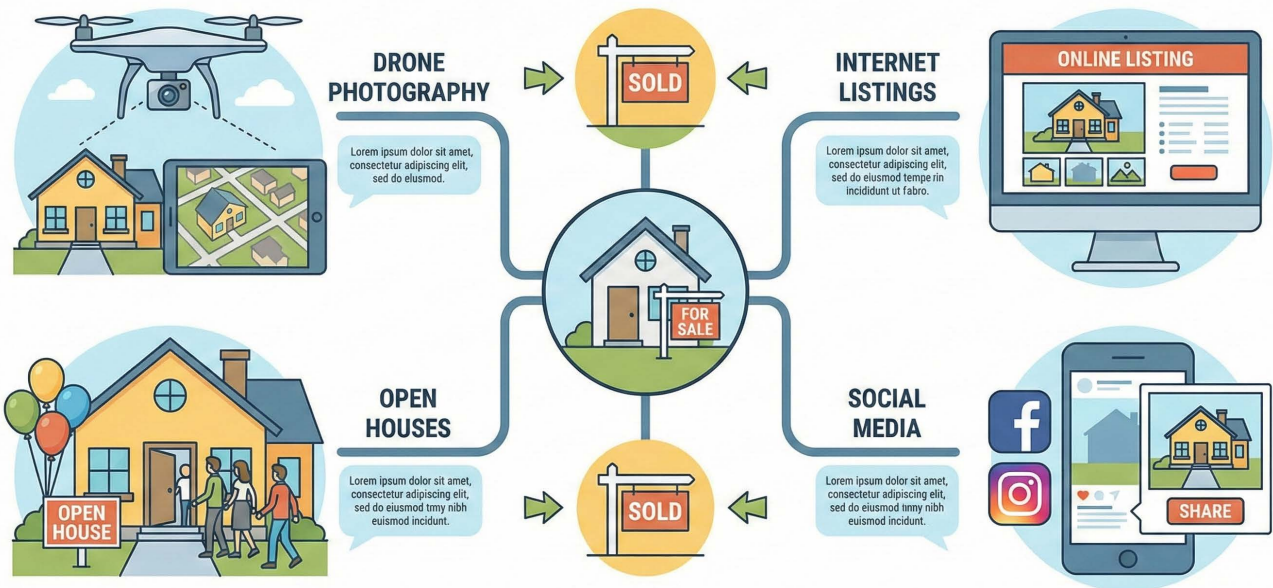 DRONE
PHOTOGRAPHY
Lorem ipsum dolor sit amet,
consectetur adipiscing elit,
sed do eiusmod.
SOLD
INTERNET
LISTINGS
Lorem ipsum dolor sit amet,
consectetur adipiscing elit,
sed do eiusmod tempe rin
incididunt ut fabro.
ONLINE LISTING
FOR
SALE
OPEN
HOUSES
Lorem ipsum dolor sit amet,
consectetur adipiscing elit,
sed do eiusmod tmy nibh
euismod incidunt.
OPEN
HOUSE
SOLD
SOCIAL
MEDIA
Lorem ipsum dolor sit amet,
consectetur adipiscing elit,
sed do eiusmod tımy nibh
euismod incidunt.
f
SHARE